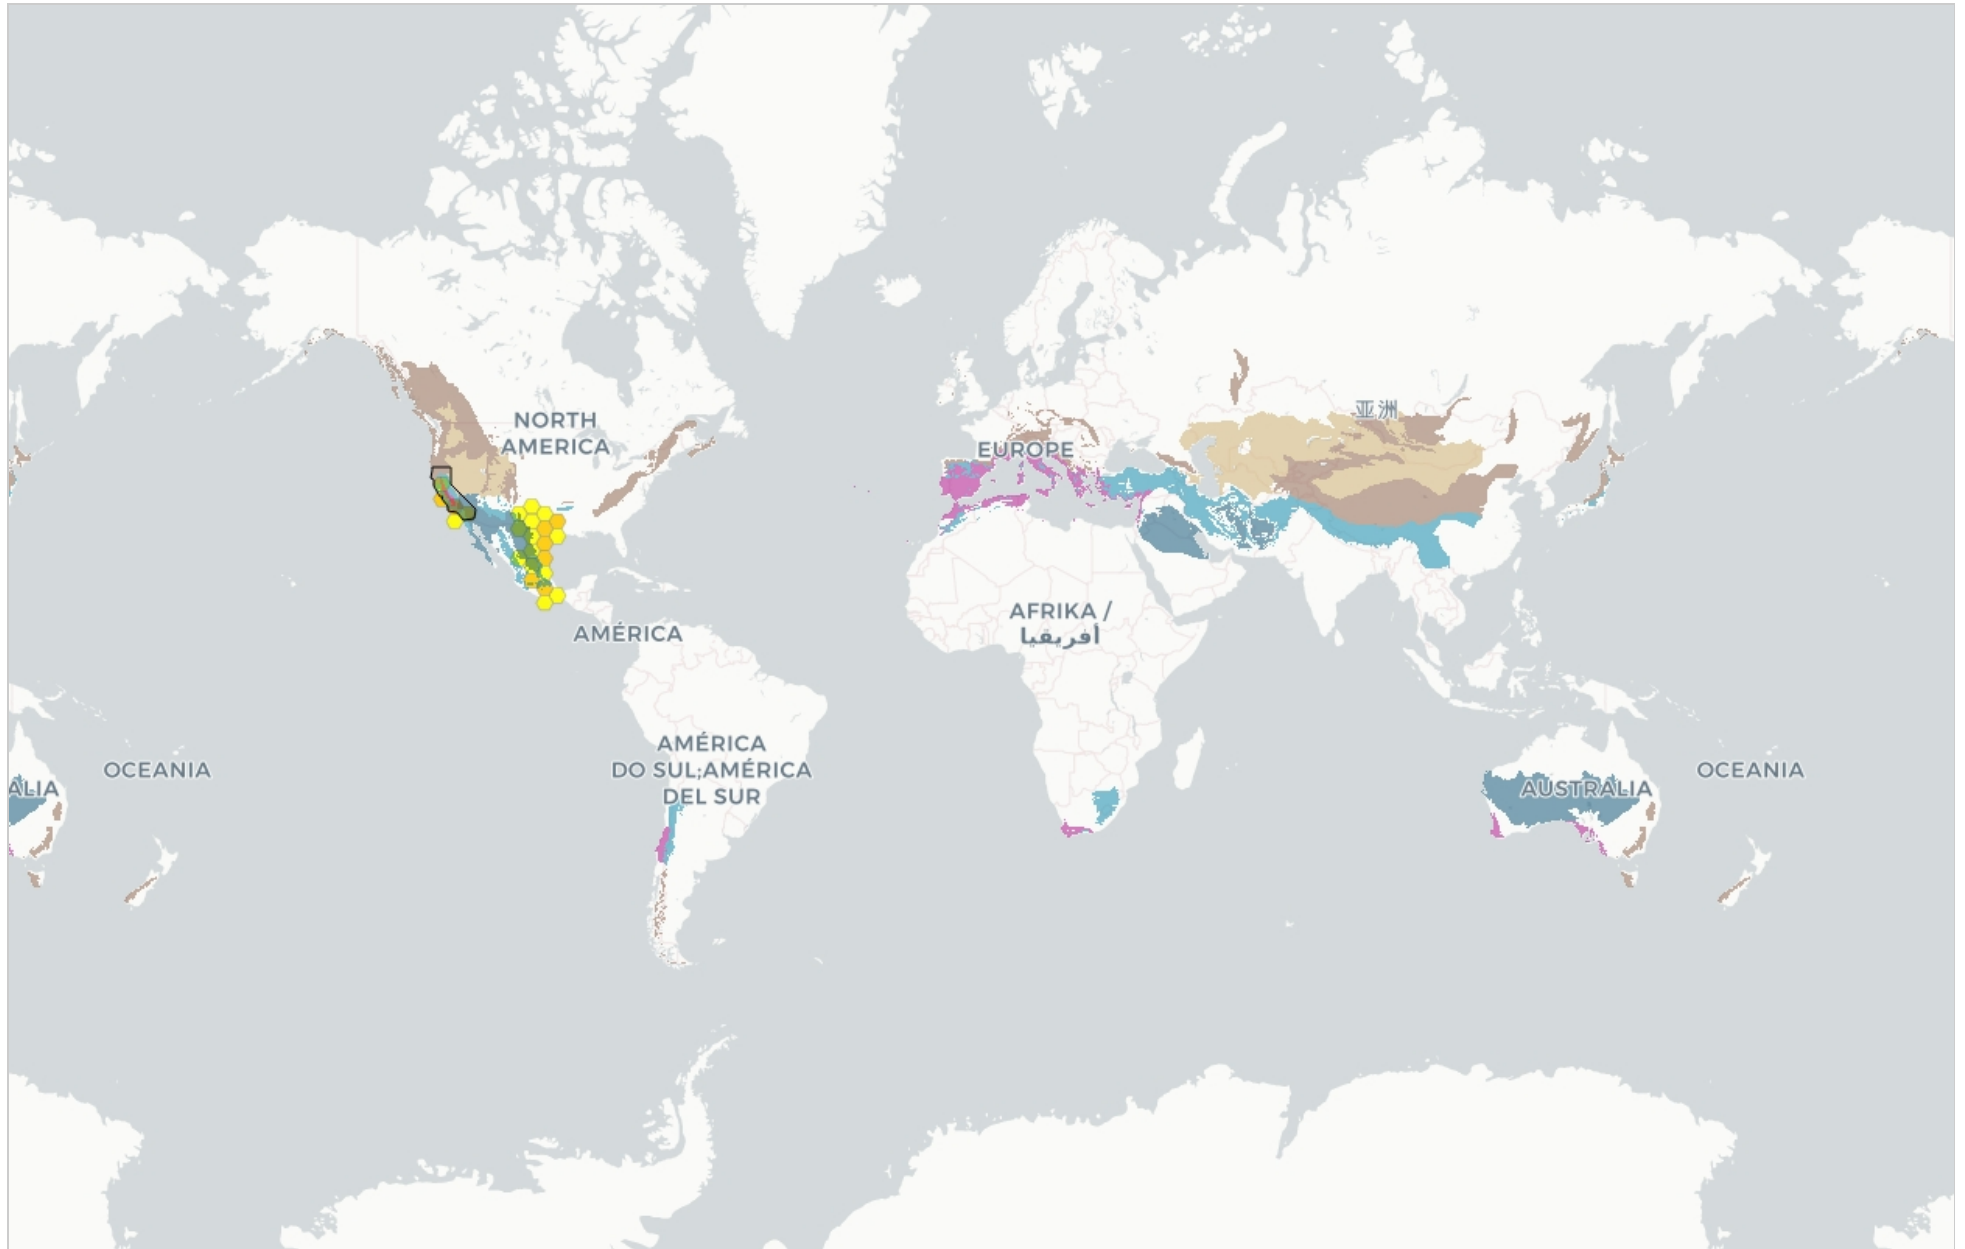 亚洲
NORTH
AMERICA
EUROPE
AFRIKA /
أفريقيا
AMÉRICA
AMÉRICA
DO SUL;AMÉRICA
DEL SUR
OCEANIA
ALIA
AUSTRALIA
OCEANIA